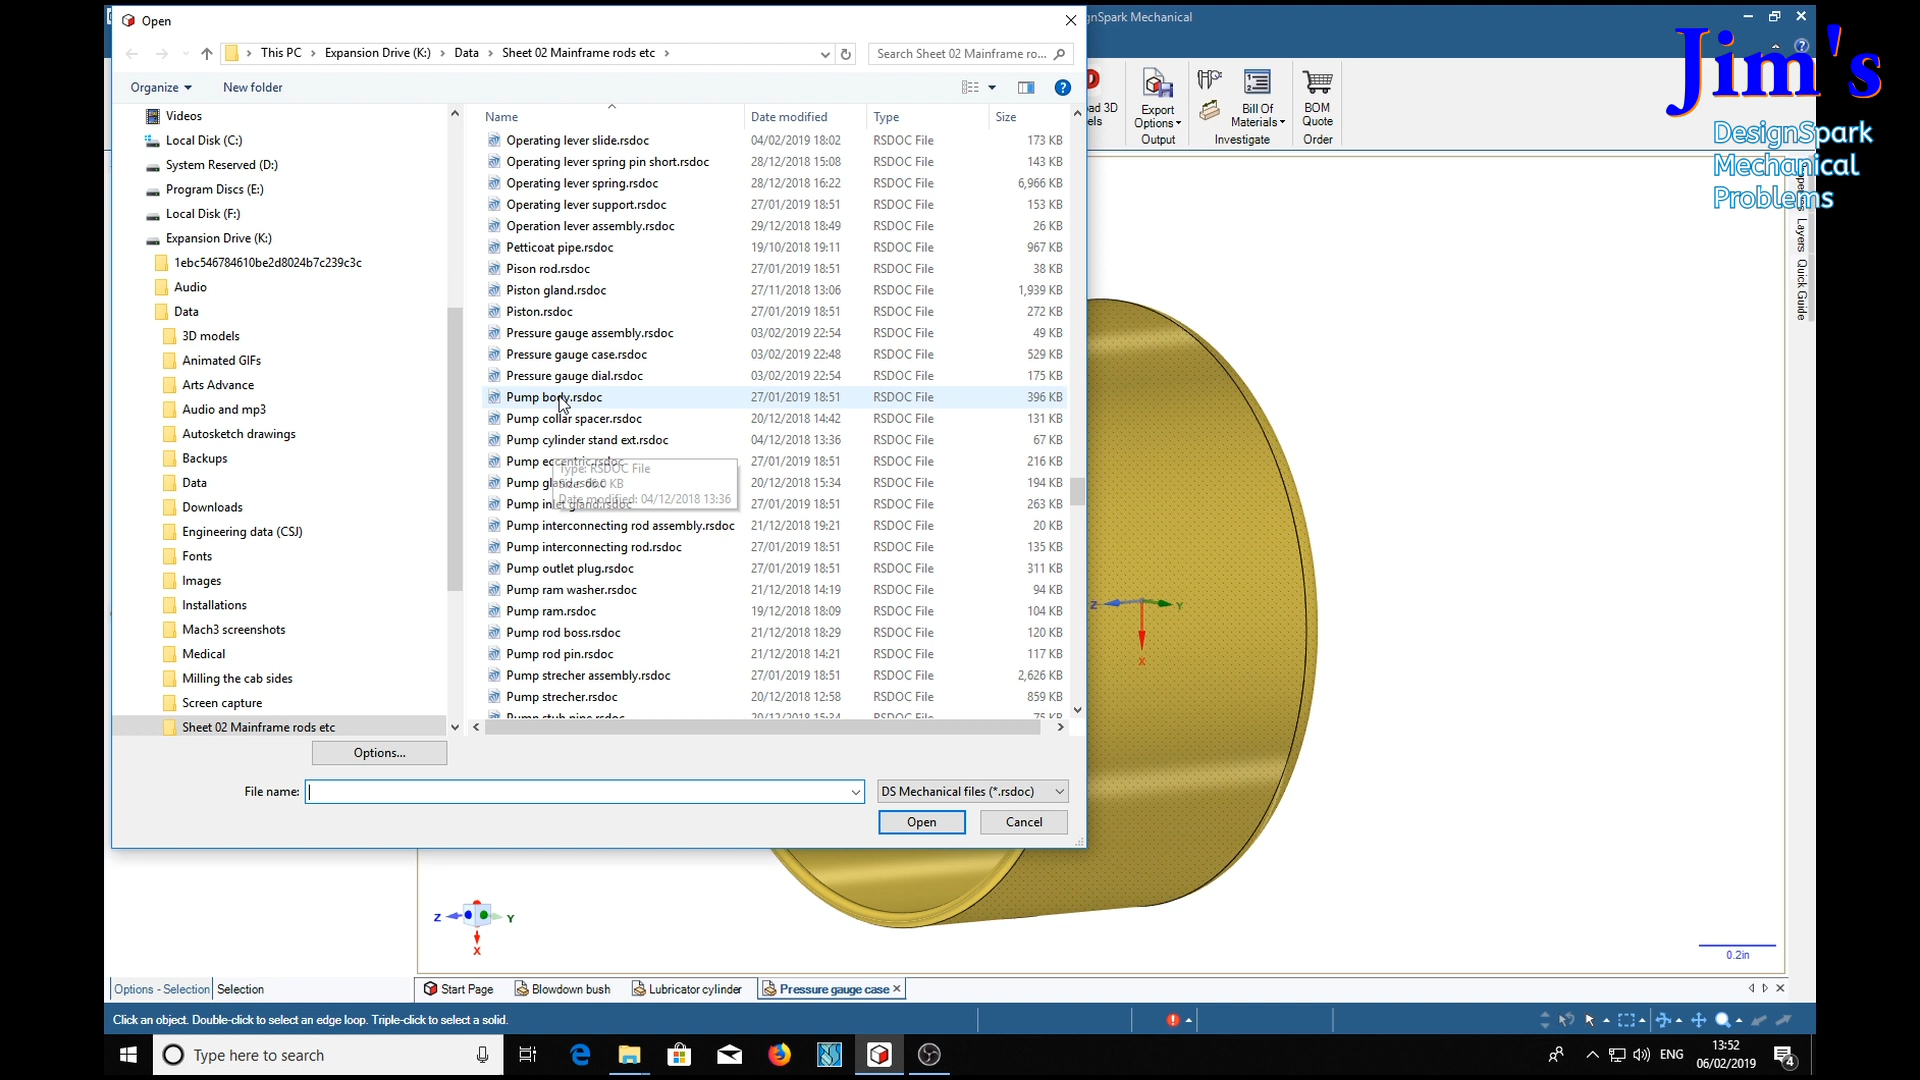 Open
gnSpark Mechanical
Jim's
DesignSpark
Mechanical
Problems
This PC > Expansion Drive (K:) > Data > Sheet 02 Mainframe rods etc >
Search Sheet 02 Mainframe ro...
Organize
New folder
Export
Options
Output
Bill Of
Materials
Investigate
BOM
Quote
Order
Layers
Quick Guide
Videos
Local Disk (C:)
System Reserved (D:)
Program Discs (E:)
Local Disk (F:)
Expansion Drive (K:)
1ebc546784610be2d8024b7c239c3c
Audio
Data
3D models
Animated GIFs
Arts Advance
Audio and mp3
Autosketch drawings
Backups
Data
Downloads
Engineering data (CSJ)
Fonts
Images
Installations
Mach3 screenshots
Medical
Milling the cab sides
Screen capture
Sheet 02 Mainframe rods etc
Name Date modified Type Size
Operating lever slide.rsdoc 04/02/2019 18:02 RSDOC File 173 KB
Operating lever spring pin short.rsdoc 28/12/2018 15:08 RSDOC File 143 KB
Operating lever spring.rsdoc 28/12/2018 16:22 RSDOC File 6,966 KB
Operating lever support.rsdoc 27/01/2019 18:51 RSDOC File 153 KB
Operation lever assembly.rsdoc 29/12/2018 18:49 RSDOC File 26 KB
Petticoat pipe.rsdoc 19/10/2018 19:11 RSDOC File 967 KB
Pison rod.rsdoc 27/01/2019 18:51 RSDOC File 38 KB
Piston gland.rsdoc 27/11/2018 13:06 RSDOC File 1,939 KB
Piston.rsdoc 27/01/2019 18:51 RSDOC File 272 KB
Pressure gauge assembly.rsdoc 03/02/2019 22:54 RSDOC File 49 KB
Pressure gauge case.rsdoc 03/02/2019 22:48 RSDOC File 529 KB
Pressure gauge dial.rsdoc 03/02/2019 22:54 RSDOC File 175 KB
Pump body.rsdoc 27/01/2019 18:51 RSDOC File 396 KB
Pump collar spacer.rsdoc 20/12/2018 14:42 RSDOC File 131 KB
Pump cylinder stand ext.rsdoc 04/12/2018 13:36 RSDOC File 67 KB
Pump eccentric.rsdoc 27/01/2019 18:51 RSDOC File 216 KB
Type: RSDOC File
Pump gland.rsdoc 20/12/2018 15:34 RSDOC File 194 KB
Date modified: 04/12/2018 13:36
Pump inlet gland.rsdoc 27/01/2019 18:51 RSDOC File 263 KB
Pump interconnecting rod assembly.rsdoc 21/12/2018 19:21 RSDOC File 20 KB
Pump interconnecting rod.rsdoc 27/01/2019 18:51 RSDOC File 135 KB
Pump outlet plug.rsdoc 27/01/2019 18:51 RSDOC File 311 KB
Pump ram washer.rsdoc 21/12/2018 14:19 RSDOC File 94 KB
Pump ram.rsdoc 19/12/2018 18:09 RSDOC File 104 KB
Pump rod boss.rsdoc 21/12/2018 18:29 RSDOC File 120 KB
Pump rod pin.rsdoc 21/12/2018 14:21 RSDOC File 117 KB
Pump strecher assembly.rsdoc 27/01/2019 18:51 RSDOC File 2,626 KB
Pump strecher.rsdoc 20/12/2018 12:58 RSDOC File 859 KB
Options...
File name:
DS Mechanical files (*.rsdoc)
Open
Cancel
Z Y
X
Z Y
X
0.2in
Options - Selection
Selection
Start Page
Blowdown bush
Lubricator cylinder
Pressure gauge case
Click an object. Double-click to select an edge loop. Triple-click to select a solid.
Type here to search
ENG
13:52
06/02/2019
4